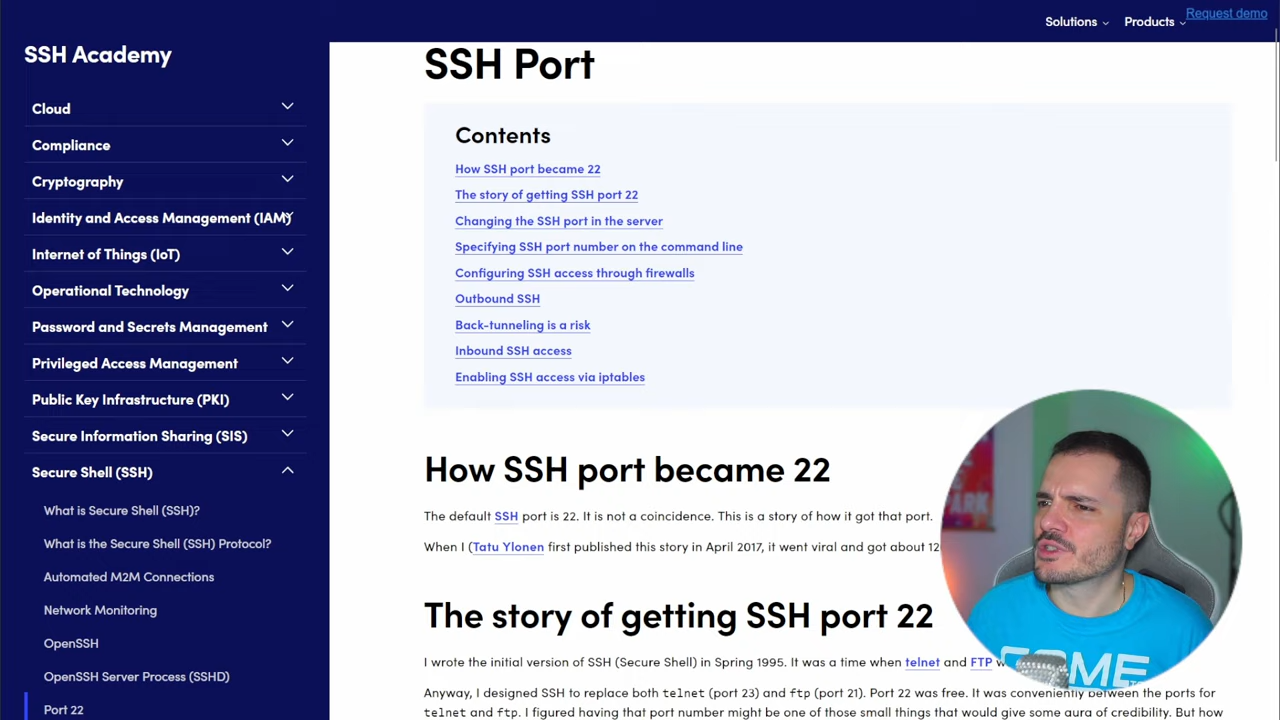 Request demo
Solutions
Products
SSH Academy
Cloud
Compliance
Cryptography
Identity and Access Management (IAM)
Internet of Things (IoT)
Operational Technology
Password and Secrets Management
Privileged Access Management
Public Key Infrastructure (PKI)
Secure Information Sharing (SIS)
Secure Shell (SSH)
What is Secure Shell (SSH)?
What is the Secure Shell (SSH) Protocol?
Automated M2M Connections
Network Monitoring
OpenSSH
OpenSSH Server Process (SSHD)
Port 22
SSH Port
Contents
How SSH port became 22
The story of getting SSH port 22
Changing the SSH port in the server
Specifying SSH port number on the command line
Configuring SSH access through firewalls
Outbound SSH
Back-tunneling is a risk
Inbound SSH access
Enabling SSH access via iptables
How SSH port became 22
The default SSH port is 22. It is not a coincidence. This is a story of how it got that port.
When I (Tatu Ylonen first published this story in April 2017, it went viral and got about 12
The story of getting SSH port 22
I wrote the initial version of SSH (Secure Shell) in Spring 1995. It was a time when telnet and FTP w
Anyway, I designed SSH to replace both telnet (port 23) and ftp (port 21). Port 22 was free. It was conveniently between the ports for
telnet and ftp. I figured having that port number might be one of those small things that would give some aura of credibility. But how